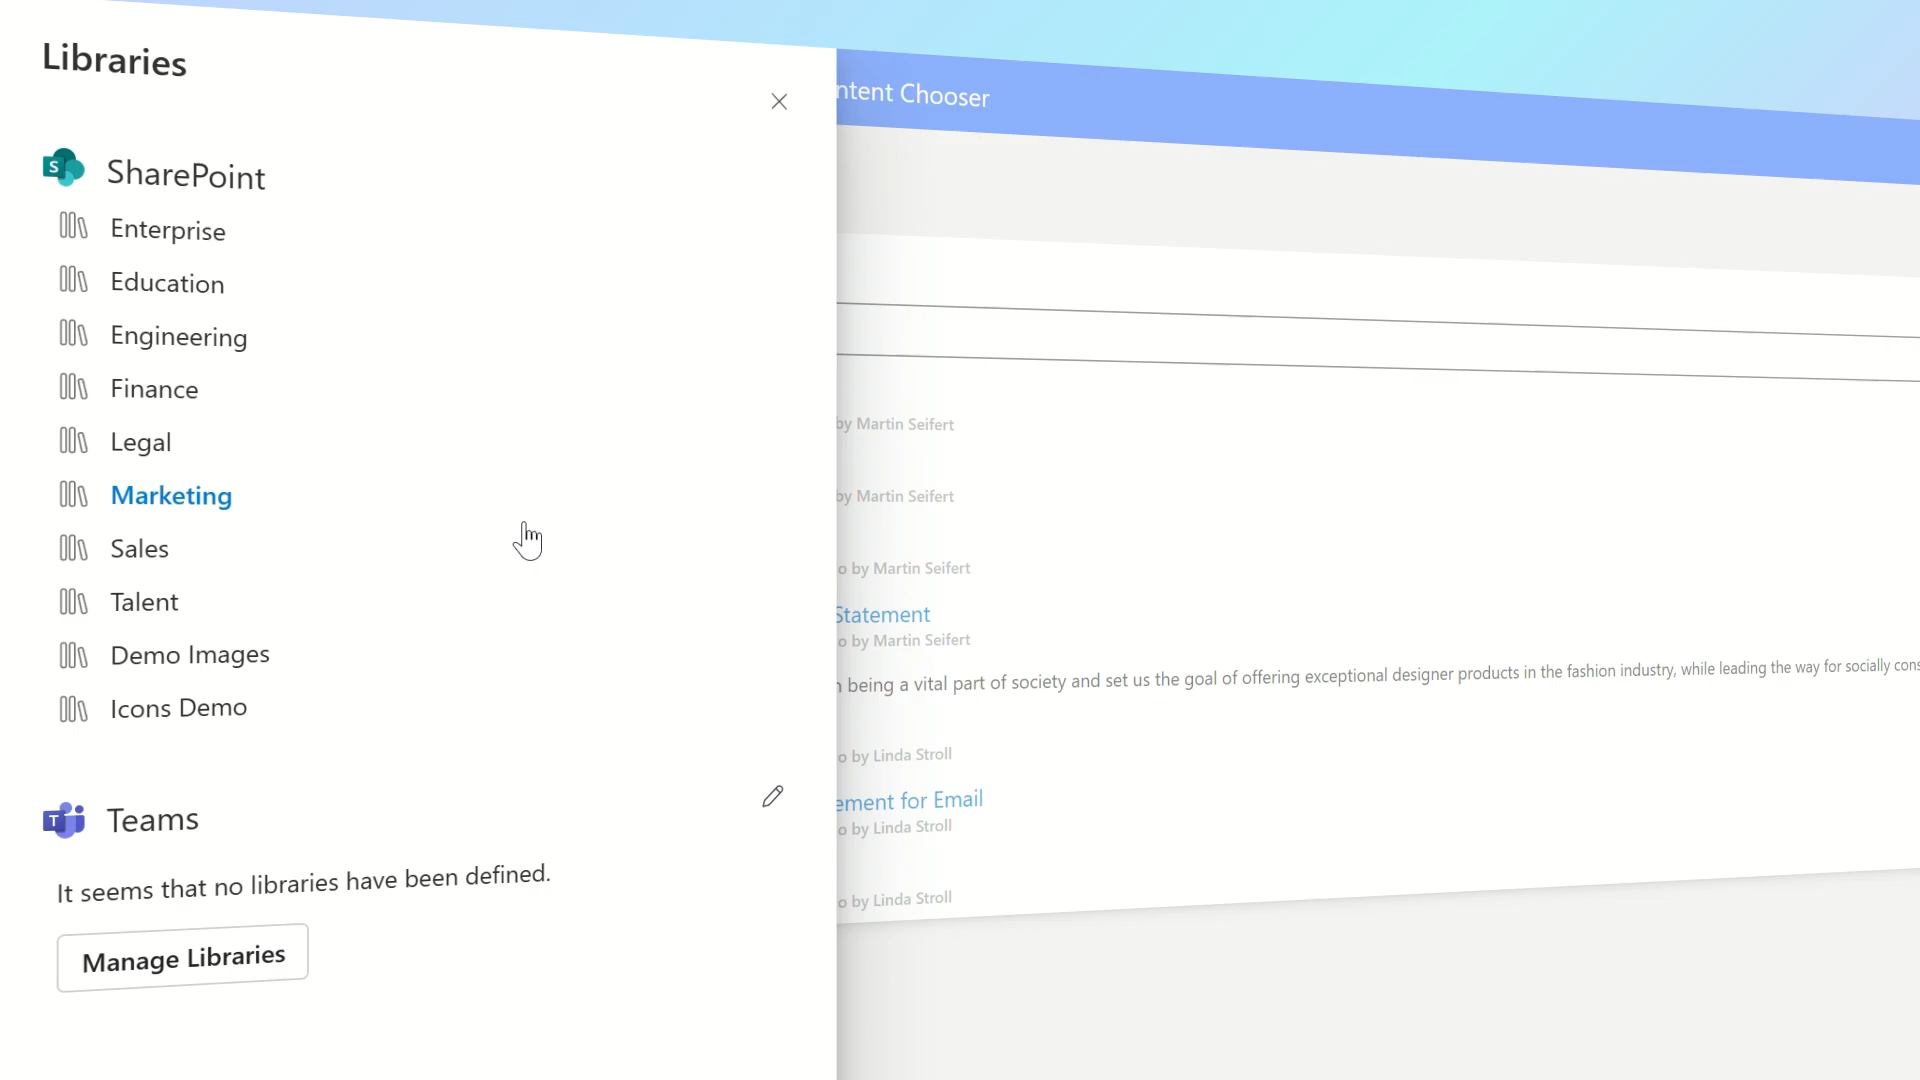 Libraries
ntent Chooser
S SharePoint
Enterprise
Education
Engineering
Finance
Legal
Marketing
Sales
Talent
Demo Images
Icons Demo
T Teams
It seems that no libraries have been defined.
Manage Libraries
by Martin Seifert
by Martin Seifert
o by Martin Seifert
Statement
o by Martin Seifert
being a vital part of society and set us the goal of offering exceptional designer products in the fashion industry, while leading the way for socially cons
o by Linda Stroll
ement for Email
o by Linda Stroll
o by Linda Stroll